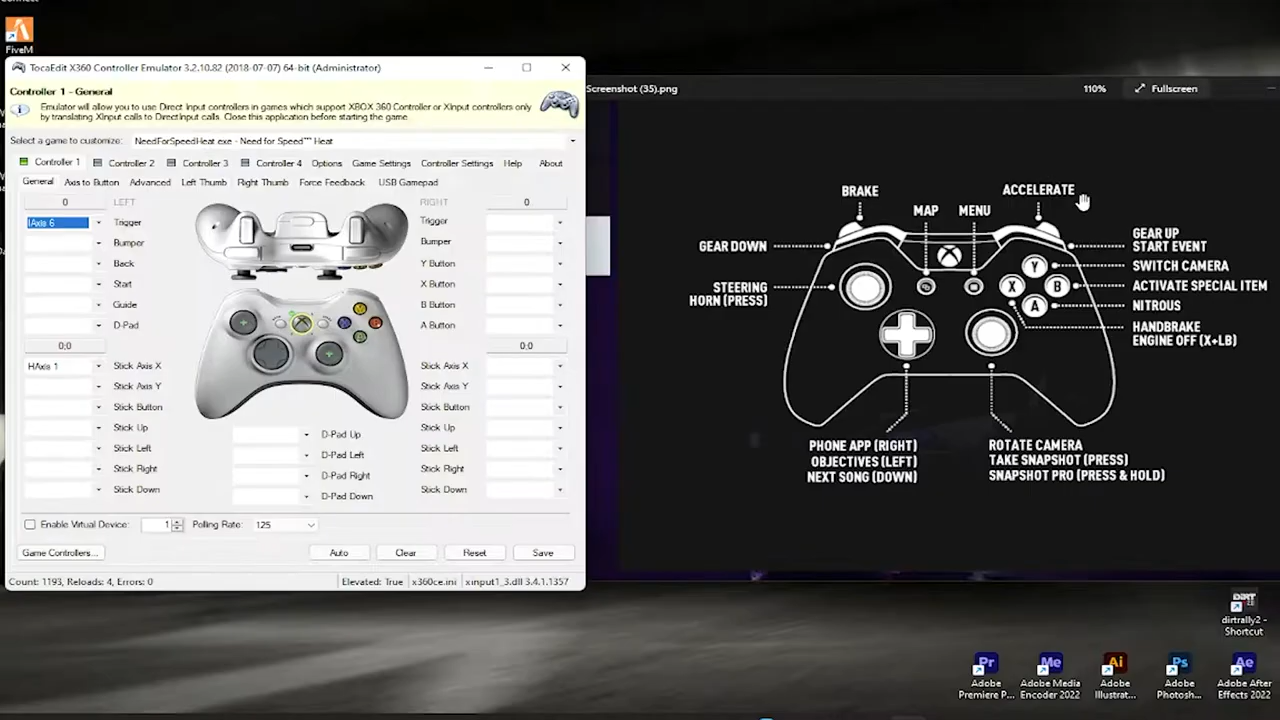 FiveM
TocaEdit X360 Controller Emulator 3.2.10.82 (2018-07-07) 64-bit (Administrator)
Controller 1 - General
Emulator will allow you to use Direct Input controllers in games which support XBOX 360 Controller or XInput controllers only
by translating XInput calls to DirectInput calls. Close this application before starting the game.
Select a game to customize: NeedForSpeedHeat.exe - Need for Speed™ Heat
Controller 1 Controller 2 Controller 3 Controller 4 Options Game Settings Controller Settings Help About
General Axis to Button Advanced Left Thumb Right Thumb Force Feedback USB Gamepad
0 LEFT RIGHT 0
IAxis 6 Trigger Trigger
Bumper Bumper
Back Y Button
Start X Button
Guide B Button
D-Pad A Button
0;0 0;0
HAxis 1 Stick Axis X Stick Axis X
Stick Axis Y Stick Axis Y
Stick Button Stick Button
Stick Up D-Pad Up Stick Up
Stick Left D-Pad Left Stick Left
Stick Right D-Pad Right Stick Right
Stick Down D-Pad Down Stick Down
Enable Virtual Device: 1 Polling Rate: 125
Game Controllers... Auto Clear Reset Save
Count: 1193, Reloads: 4, Errors: 0 Elevated: True x360ce.ini xinput1_3.dll 3.4.1.1357
Screenshot (35).png 110% Fullscreen
BRAKE ACCELERATE
MAP MENU
GEAR DOWN
GEAR UP
START EVENT
Y SWITCH CAMERA
STEERING
HORN (PRESS)
X B ACTIVATE SPECIAL ITEM
A NITROUS
HANDBRAKE
ENGINE OFF (X+LB)
PHONE APP (RIGHT)
OBJECTIVES (LEFT)
NEXT SONG (DOWN)
ROTATE CAMERA
TAKE SNAPSHOT (PRESS)
SNAPSHOT PRO (PRESS & HOLD)
dirtrally2 -
Shortcut
Pr Me Ai Ps Ae
Adobe Adobe Media Adobe Adobe Adobe After
Premiere P... Encoder 2022 Illustrat... Photosh... Effects 2022